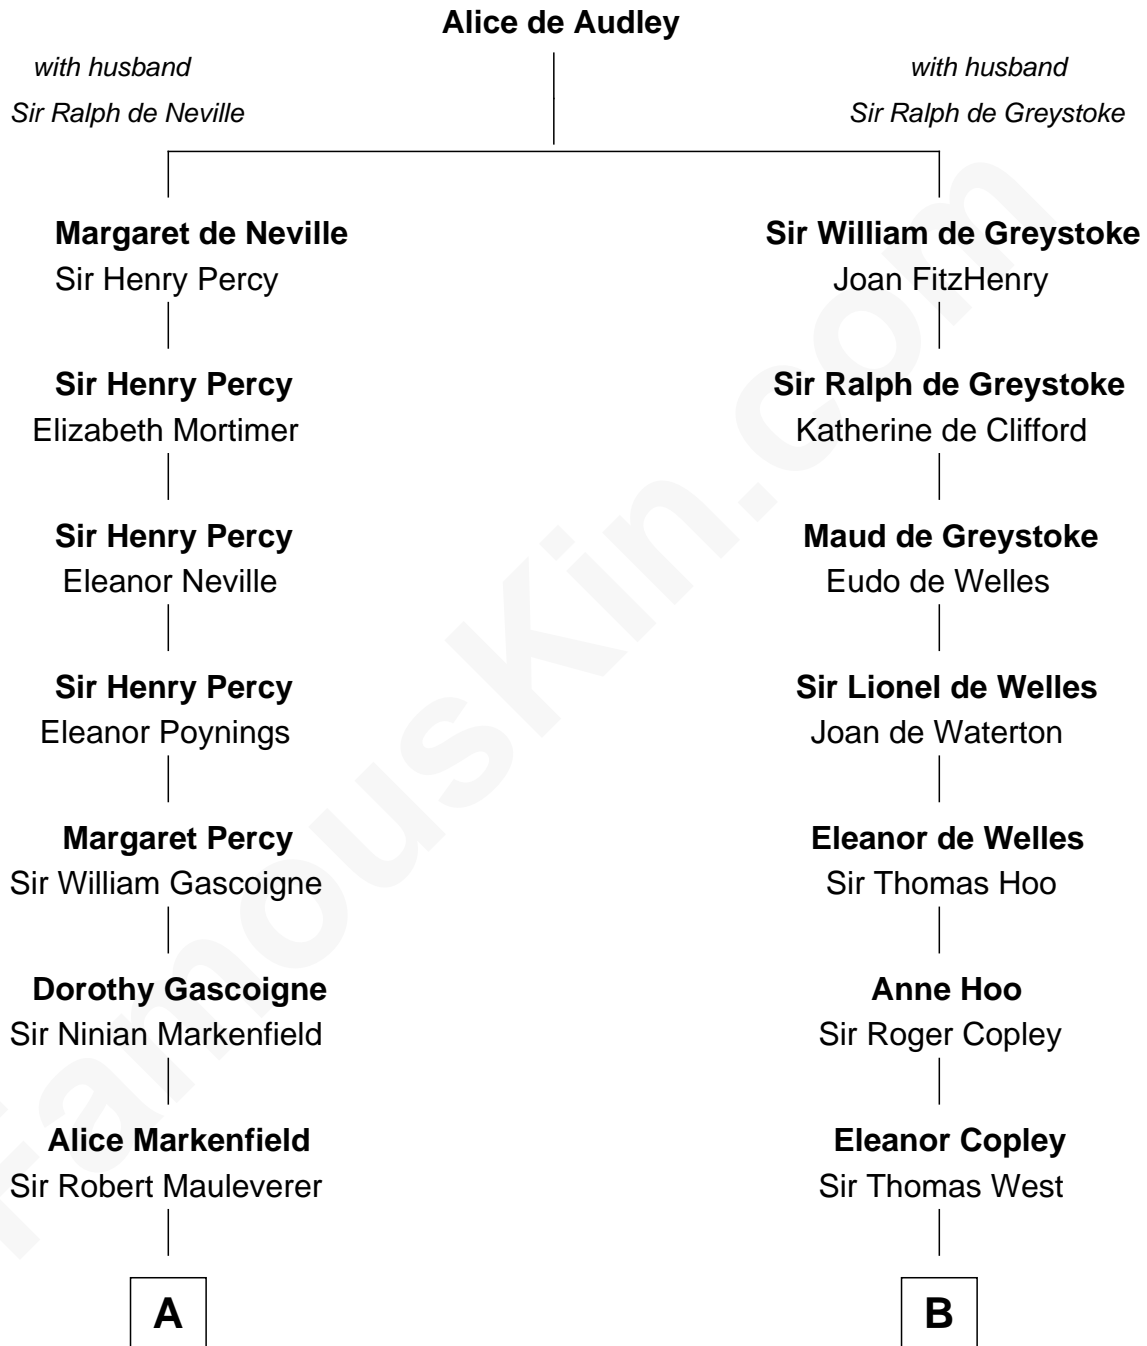 Alice de Audley
with husband
Sir Ralph de Neville
with husband
Sir Ralph de Greystoke
Margaret de Neville
Sir Henry Percy
Sir William de Greystoke
Joan FitzHenry
Sir Henry Percy
Elizabeth Mortimer
Sir Ralph de Greystoke
Katherine de Clifford
Sir Henry Percy
Eleanor Neville
Maud de Greystoke
Eudo de Welles
Sir Henry Percy
Eleanor Poynings
Sir Lionel de Welles
Joan de Waterton
Margaret Percy
Sir William Gascoigne
Eleanor de Welles
Sir Thomas Hoo
Dorothy Gascoigne
Sir Ninian Markenfield
Anne Hoo
Sir Roger Copley
Alice Markenfield
Sir Robert Mauleverer
Eleanor Copley
Sir Thomas West
A
B
FamousKin.com